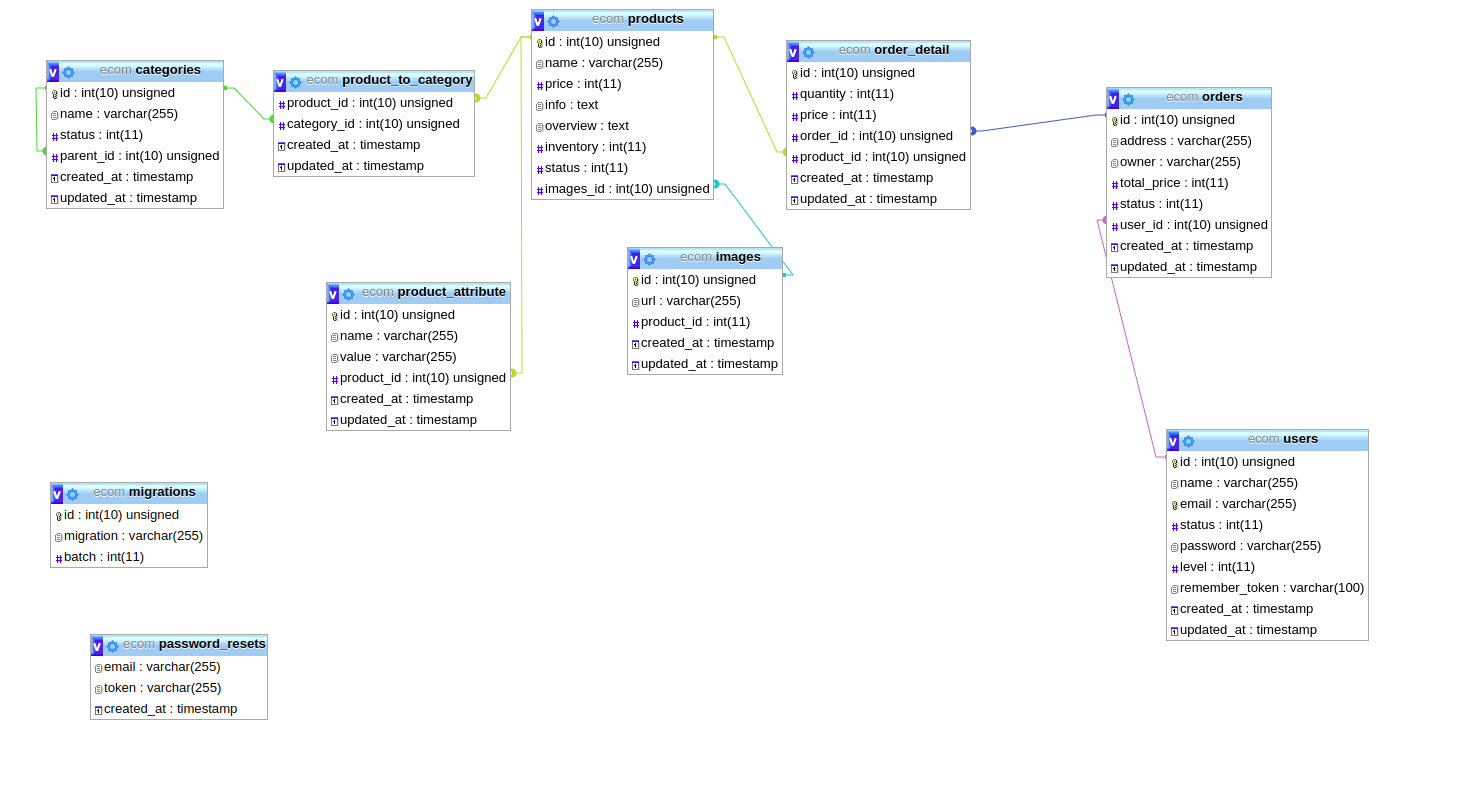 ecom categories
id : int(10) unsigned
name : varchar(255)
status : int(11)
parent_id : int(10) unsigned
created_at : timestamp
updated_at : timestamp
ecom product_to_category
product_id : int(10) unsigned
category_id : int(10) unsigned
created_at : timestamp
updated_at : timestamp
ecom products
id : int(10) unsigned
name : varchar(255)
price : int(11)
info : text
overview : text
inventory : int(11)
status : int(11)
images_id : int(10) unsigned
ecom order_detail
id : int(10) unsigned
quantity : int(11)
price : int(11)
order_id : int(10) unsigned
product_id : int(10) unsigned
created_at : timestamp
updated_at : timestamp
ecom orders
id : int(10) unsigned
address : varchar(255)
owner : varchar(255)
total_price : int(11)
status : int(11)
user_id : int(10) unsigned
created_at : timestamp
updated_at : timestamp
ecom product_attribute
id : int(10) unsigned
name : varchar(255)
value : varchar(255)
product_id : int(10) unsigned
created_at : timestamp
updated_at : timestamp
ecom images
id : int(10) unsigned
url : varchar(255)
product_id : int(11)
created_at : timestamp
updated_at : timestamp
ecom users
id : int(10) unsigned
name : varchar(255)
email : varchar(255)
status : int(11)
password : varchar(255)
level : int(11)
remember_token : varchar(100)
created_at : timestamp
updated_at : timestamp
ecom migrations
id : int(10) unsigned
migration : varchar(255)
batch : int(11)
ecom password_resets
email : varchar(255)
token : varchar(255)
created_at : timestamp